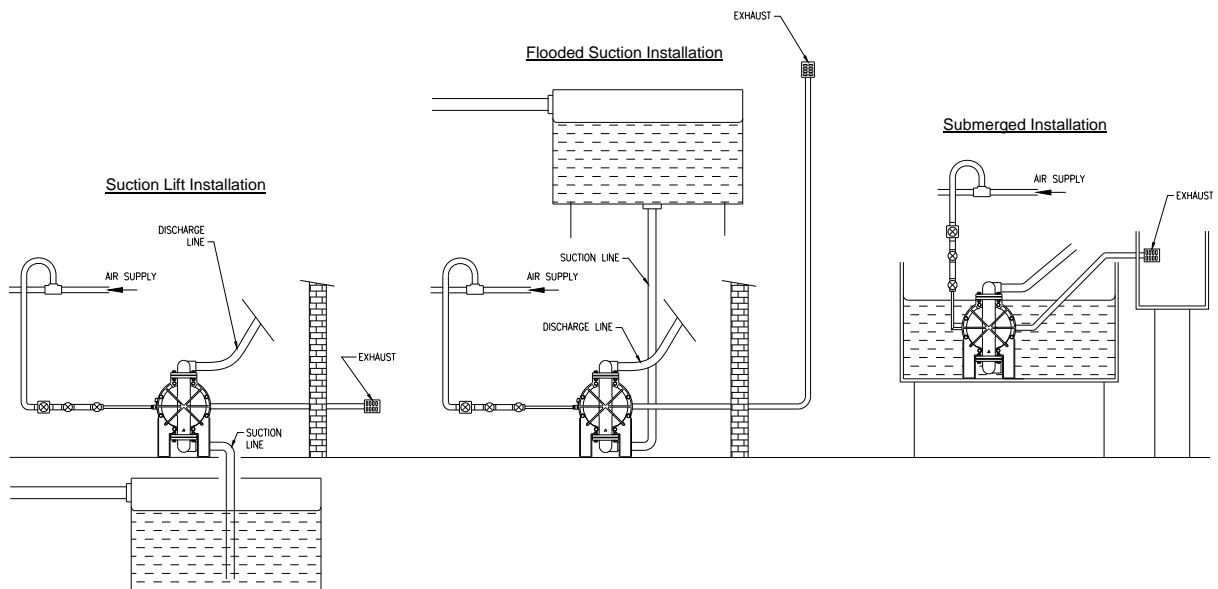 Suction Lift Installation
DISCHARGE
LINE
AIR SUPPLY
EXHAUST
SUCTION
LINE
Flooded Suction Installation
EXHAUST
SUCTION LINE
AIR SUPPLY
DISCHARGE LINE
Submerged Installation
AIR SUPPLY
EXHAUST